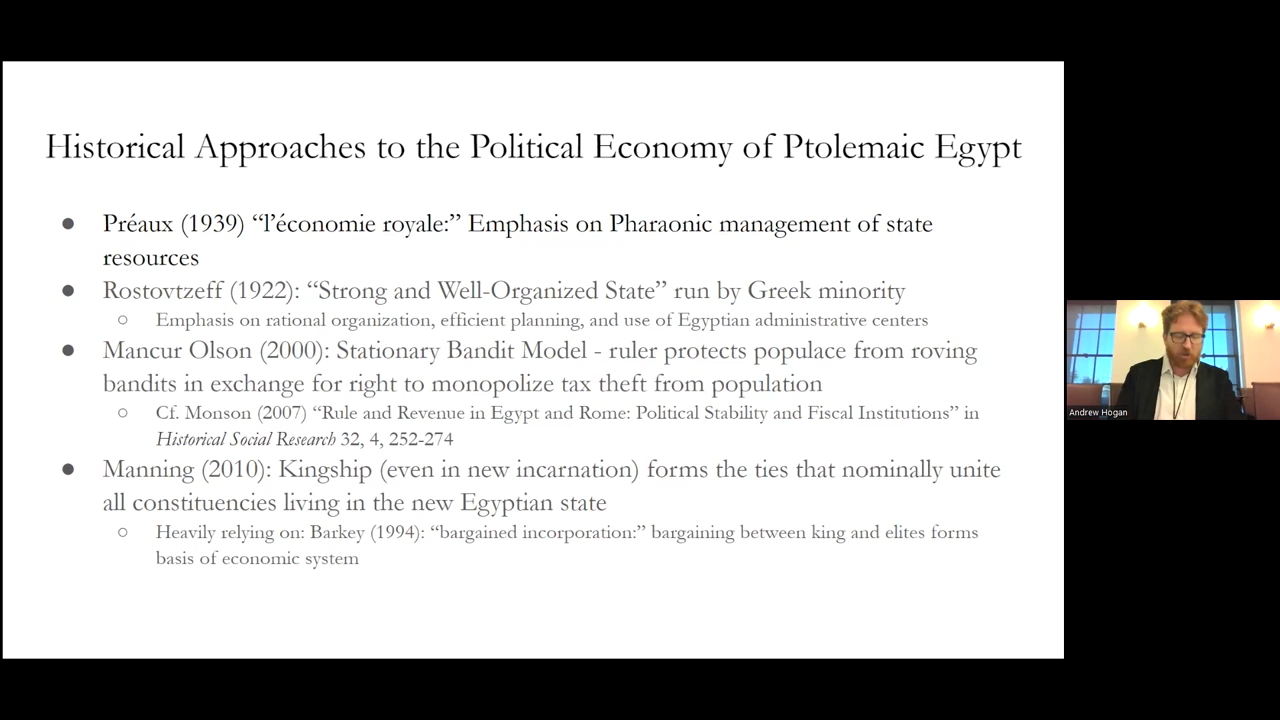 Historical Approaches to the Political Economy of Ptolemaic Egypt
● Préaux (1939) “l’économie royale:” Emphasis on Pharaonic management of state
resources
● Rostovtzeff (1922): “Strong and Well-Organized State” run by Greek minority
○ Emphasis on rational organization, efficient planning, and use of Egyptian administrative centers
● Mancur Olson (2000): Stationary Bandit Model - ruler protects populace from roving
bandits in exchange for right to monopolize tax theft from population
○ Cf. Monson (2007) “Rule and Revenue in Egypt and Rome: Political Stability and Fiscal Institutions” in
Historical Social Research 32, 4, 252-274
● Manning (2010): Kingship (even in new incarnation) forms the ties that nominally unite
all constituencies living in the new Egyptian state
○ Heavily relying on: Barkey (1994): “bargained incorporation:” bargaining between king and elites forms
basis of economic system
Andrew Hogan